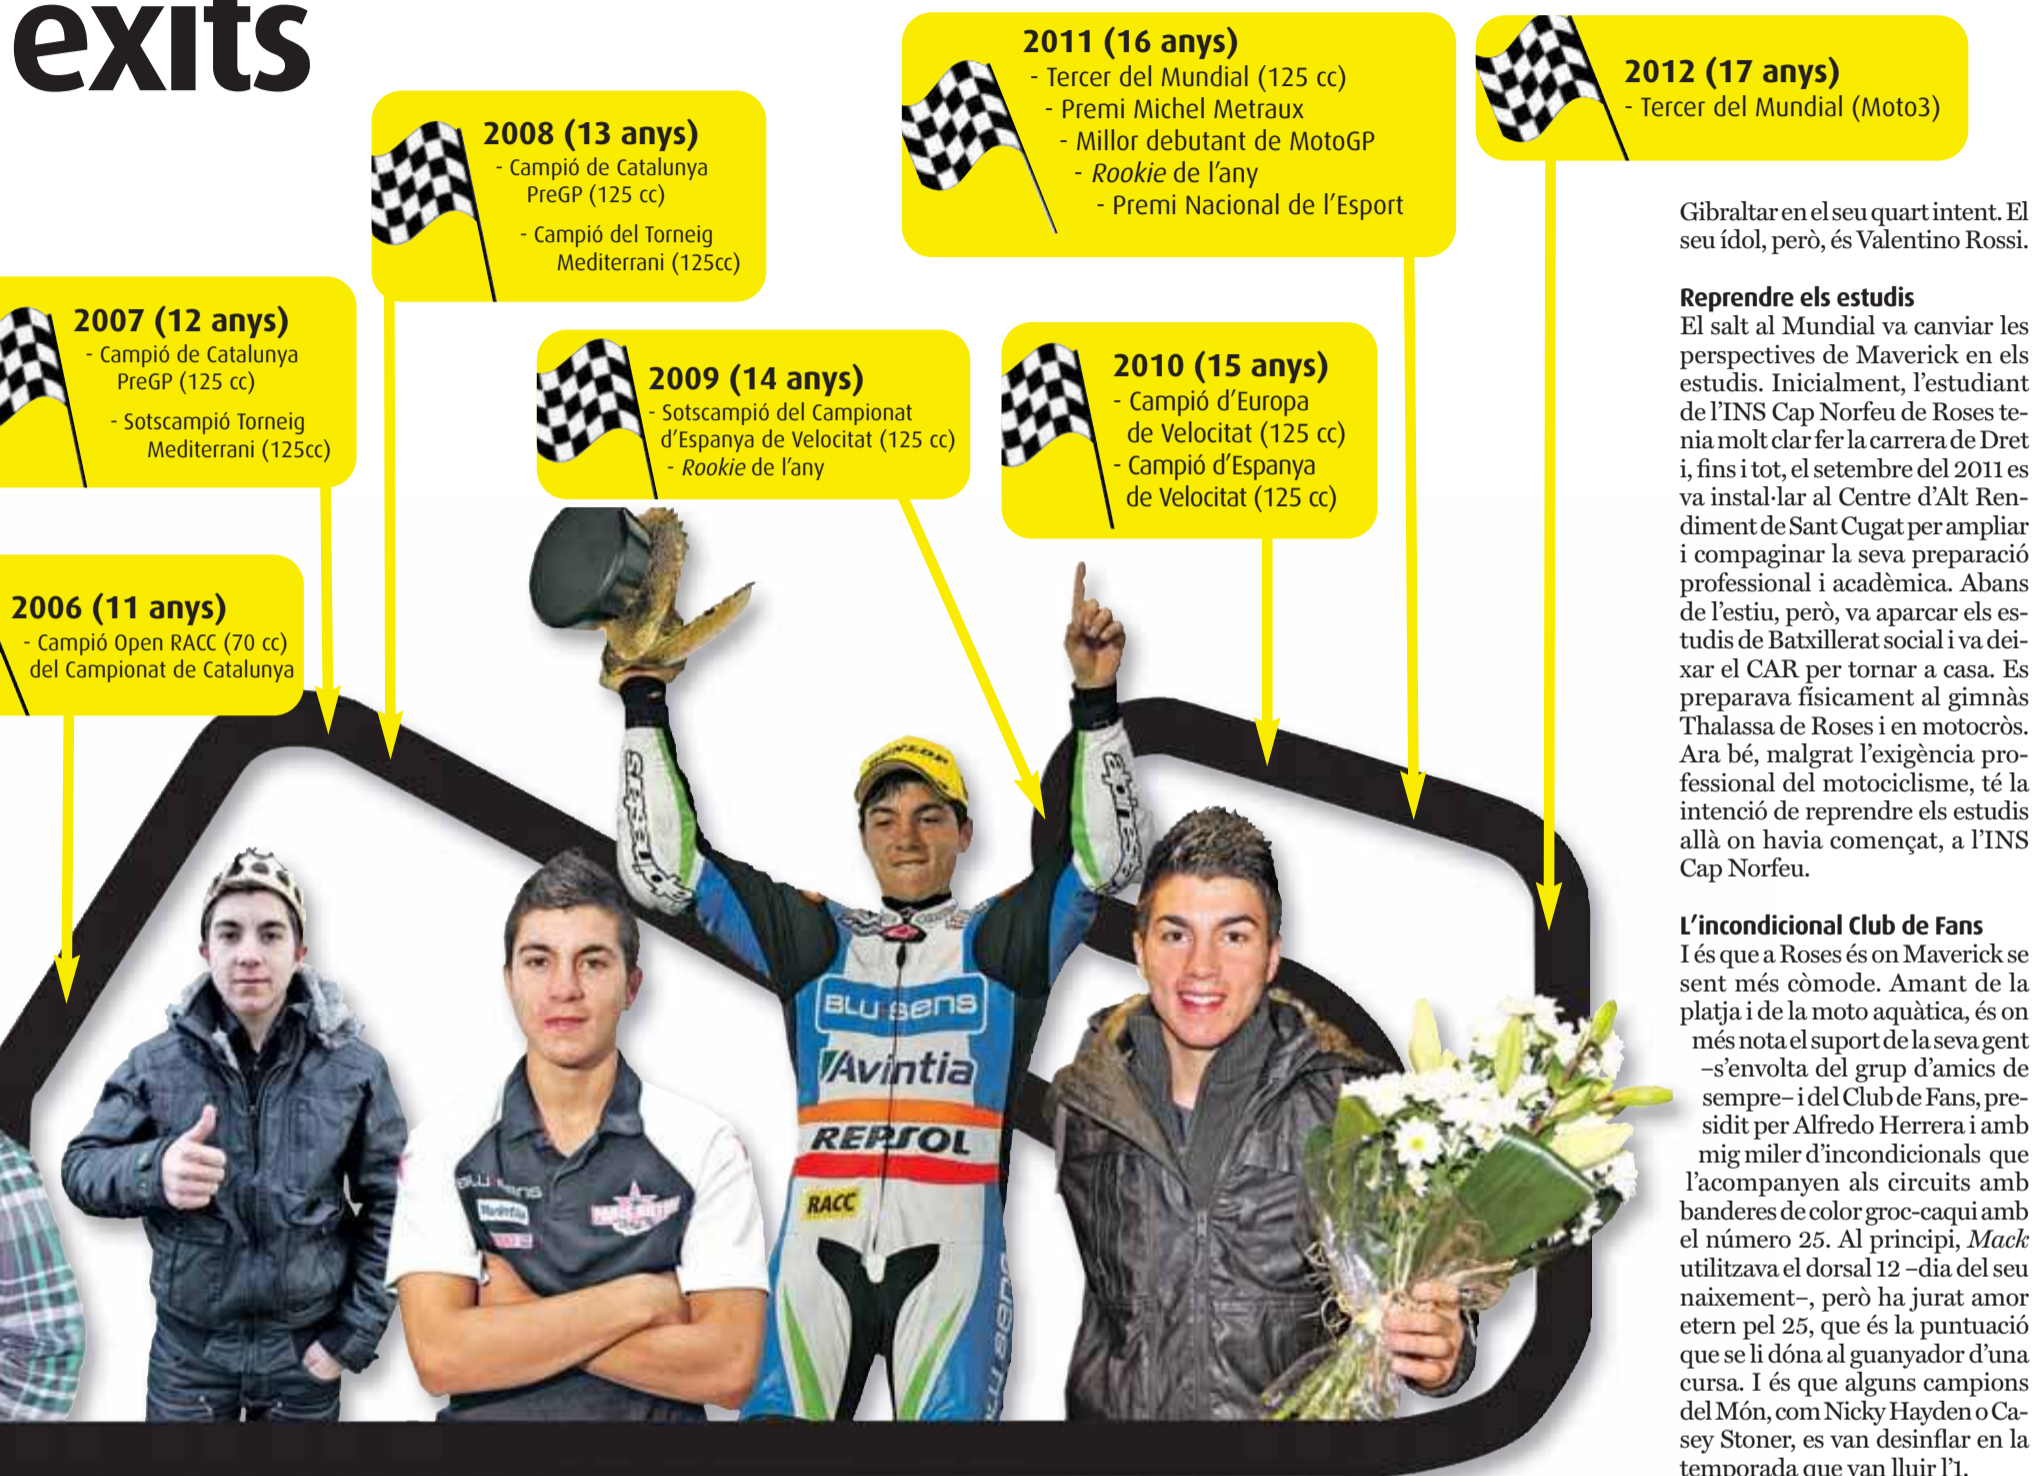 exits
2006 (11 anys)
- Campió Open RACC (70 cc)
del Campionat de Catalunya
2007 (12 anys)
- Campió de Catalunya
PreGP (125 cc)
- Sotscampió Torneig
Mediterrani (125cc)
2008 (13 anys)
- Campió de Catalunya
PreGP (125 cc)
- Campió del Torneig
Mediterrani (125cc)
2009 (14 anys)
- Sotscampió del Campionat
d'Espanya de Velocitat (125 cc)
- Rookie de l'any
2010 (15 anys)
- Campió d'Europa
de Velocitat (125 cc)
- Campió d'Espanya
de Velocitat (125 cc)
2011 (16 anys)
- Tercer del Mundial (125 cc)
- Premi Michel Metraux
- Millor debutant de MotoGP
- Rookie de l'any
- Premi Nacional de l'Esport
2012 (17 anys)
- Tercer del Mundial (Moto3)
DUNLOP
BLU:SENS
Avintia
REPSOL
RACC
Gibraltar en el seu quart intent. El
seu ídol, però, és Valentino Rossi.
Reprendre els estudis
El salt al Mundial va canviar les
perspectives de Maverick en els
estudis. Inicialment, l'estudiant
de l'INS Cap Norfeu de Roses te-
nia molt clar fer la carrera de Dret
i, fins i tot, el setembre del 2011 es
va instal·lar al Centre d'Alt Ren-
diment de Sant Cugat per ampliar
i compaginar la seva preparació
professional i acadèmica. Abans
de l'estiu, però, va aparcar els es-
tudis de Batxillerat social i va dei-
xar el CAR per tornar a casa. Es
preparava físicament al gimnàs
Thalassa de Roses i en motocròs.
Ara bé, malgrat l'exigència pro-
fessional del motociclisme, té la
intenció de reprendre els estudis
allà on havia començat, a l'INS
Cap Norfeu.
L'incondicional Club de Fans
I és que a Roses és on Maverick se
sent més còmode. Amant de la
platja i de la moto aquàtica, és on
més nota el suport de la seva gent
–s'envolta del grup d'amics de
sempre– i del Club de Fans, pre-
sidit per Alfredo Herrera i amb
mig miler d'incondicionals que
l'acompanyen als circuits amb
banderes de color groc-caqui amb
el número 25. Al principi, Mack
utilitzava el dorsal 12 –dia del seu
naixement–, però ha jurat amor
etern pel 25, que és la puntuació
que se li dóna al guanyador d'una
cursa. I és que alguns campions
del Món, com Nicky Hayden o Ca-
sey Stoner, es van desinflar en la
temporada que van lluir l'1.